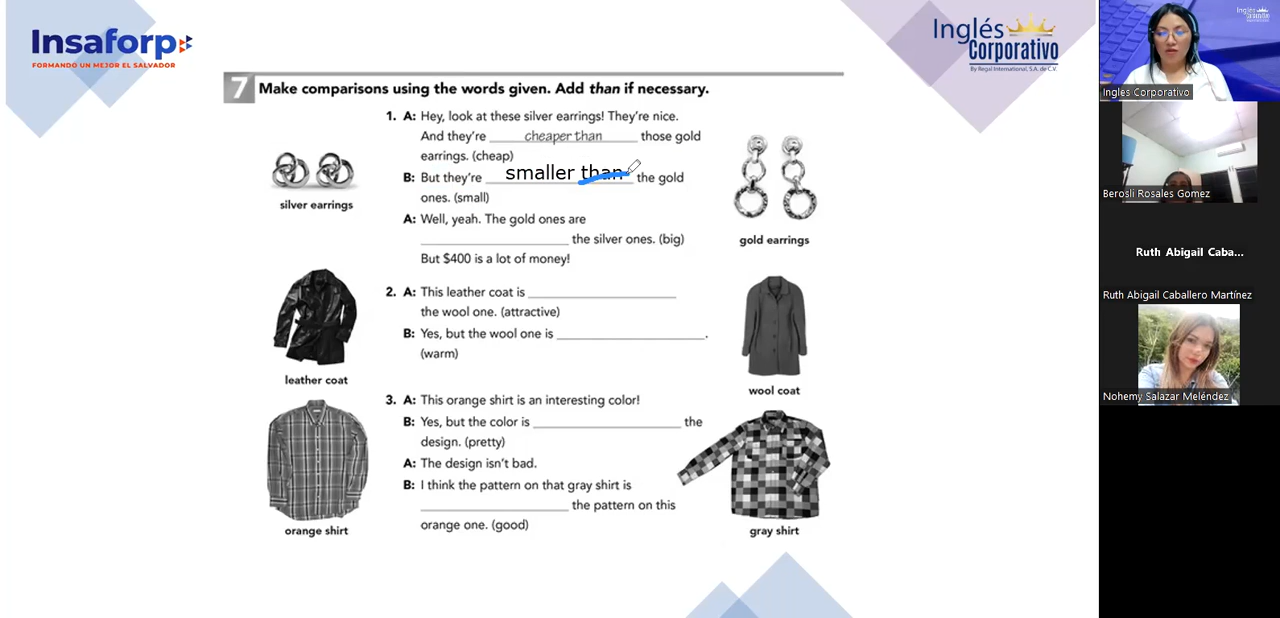 Insaforp
FORMANDO UN MEJOR EL SALVADOR
Inglés
Corporativo
By Regal International, S.A. de C.V.
7 Make comparisons using the words given. Add than if necessary.
1. A: Hey, look at these silver earrings! They're nice.
And they're cheaper than those gold
earrings. (cheap)
B: But they're smaller than the gold
ones. (small)
A: Well, yeah. The gold ones are
the silver ones. (big)
But $400 is a lot of money!
silver earrings
gold earrings
2. A: This leather coat is
the wool one. (attractive)
B: Yes, but the wool one is .
(warm)
leather coat
wool coat
3. A: This orange shirt is an interesting color!
B: Yes, but the color is the
design. (pretty)
A: The design isn't bad.
B: I think the pattern on that gray shirt is
the pattern on this
orange one. (good)
orange shirt
gray shirt
Ingles Corporativo
Berosli Rosales Gomez
Ruth Abigail Caba...
Ruth Abigail Caballero Martínez
Nohemy Salazar Meléndez